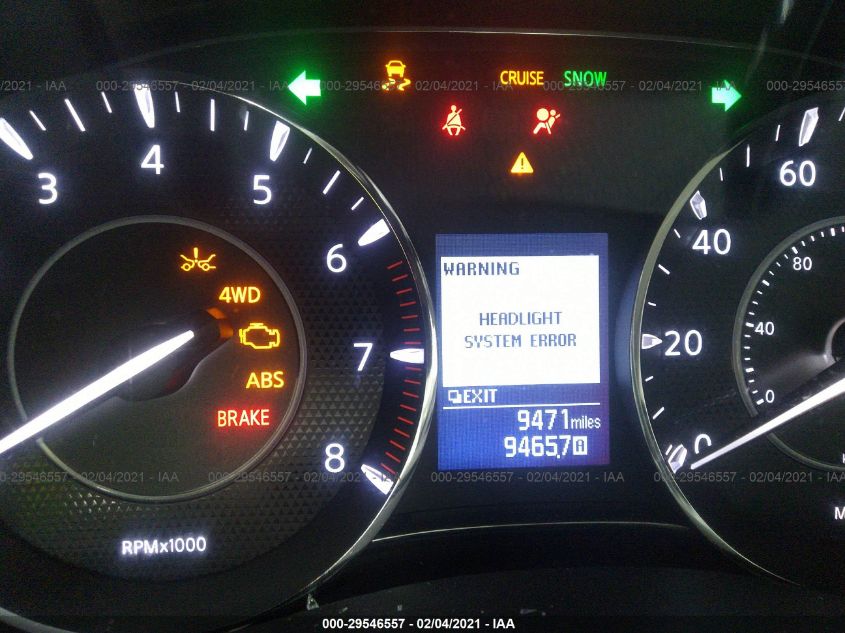 000-29546557 - 02/04/2021 - IAA
CRUISE SNOW
3 4 5 6 7 8
60
40
20
0
80
40
0
4WD
ABS
BRAKE
RPMx1000
WARNING
HEADLIGHT
SYSTEM ERROR
EXIT
9471 miles
9465.7 A
000-29546557 - 02/04/2021 - IAA
000-29546557 - 02/04/2021 - IAA